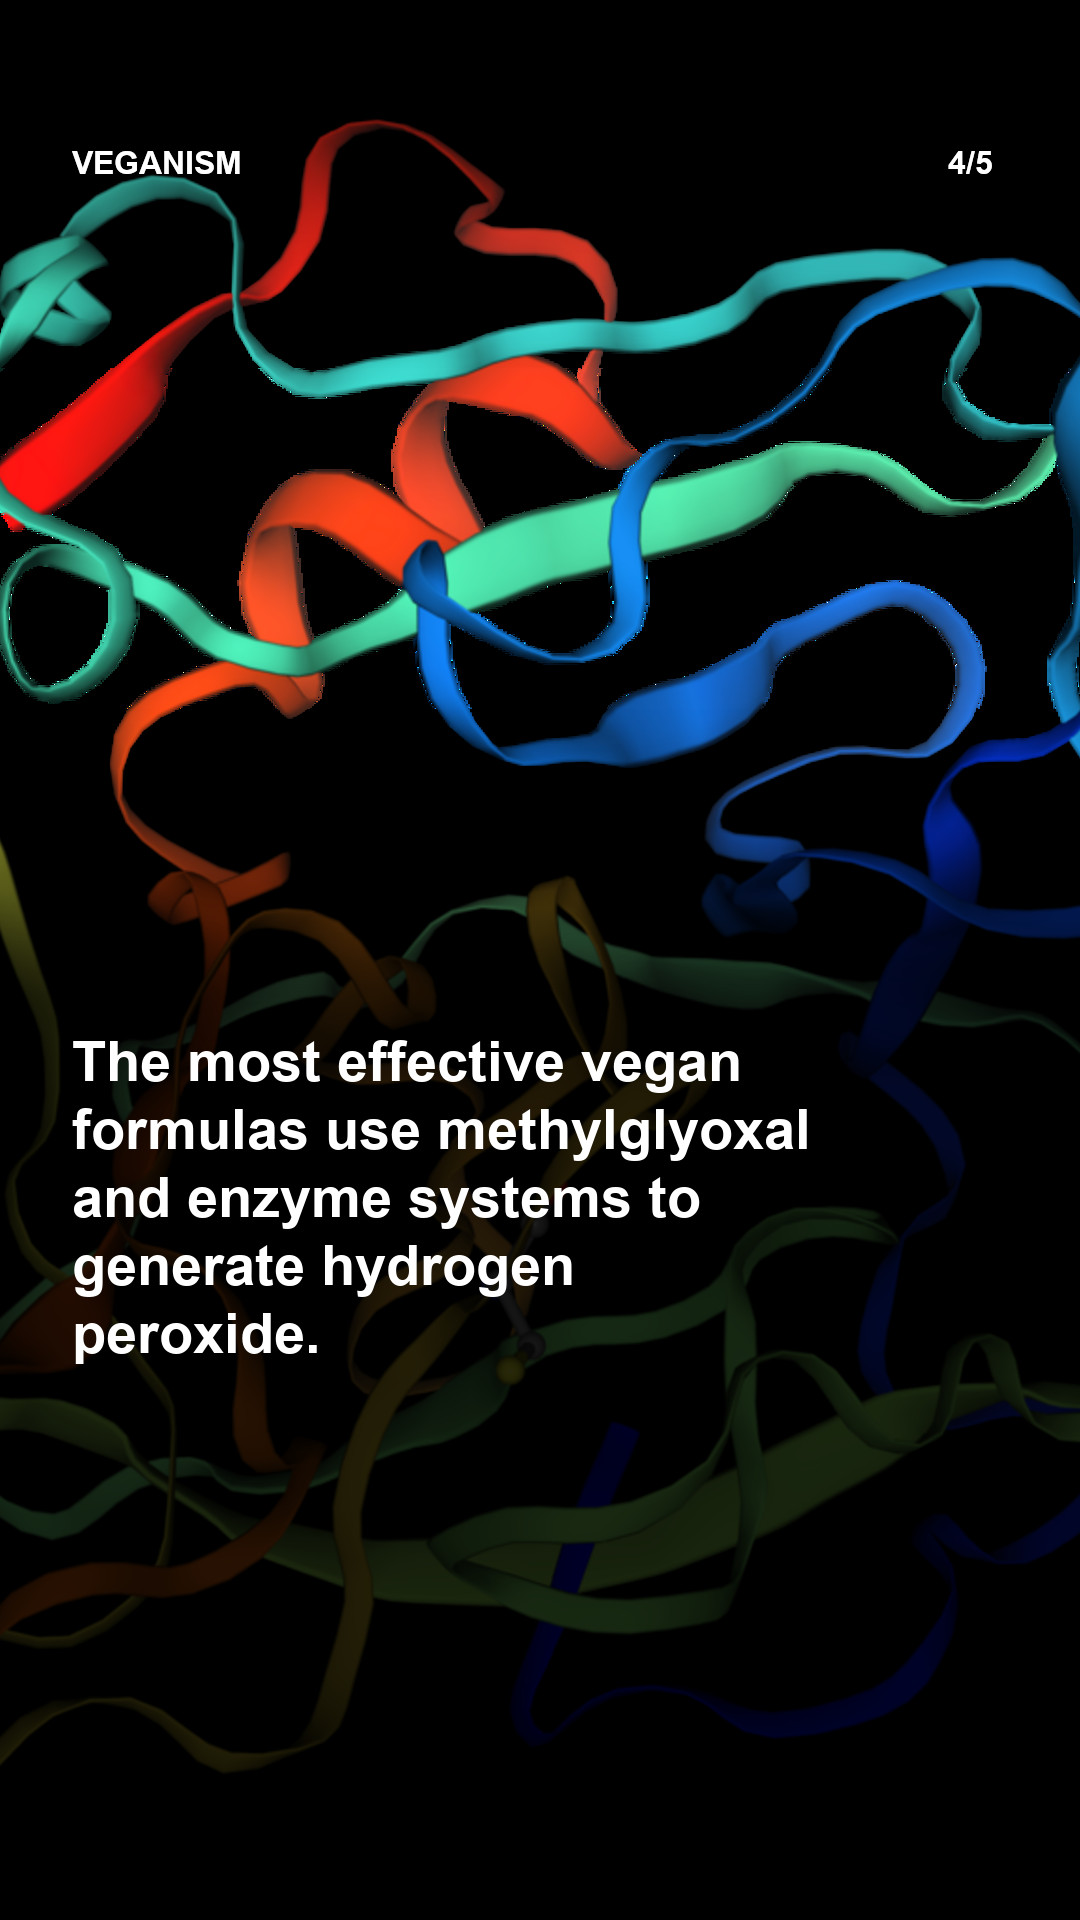 VEGANISM
4/5
The most effective vegan
formulas use methylglyoxal
and enzyme systems to
generate hydrogen
peroxide.